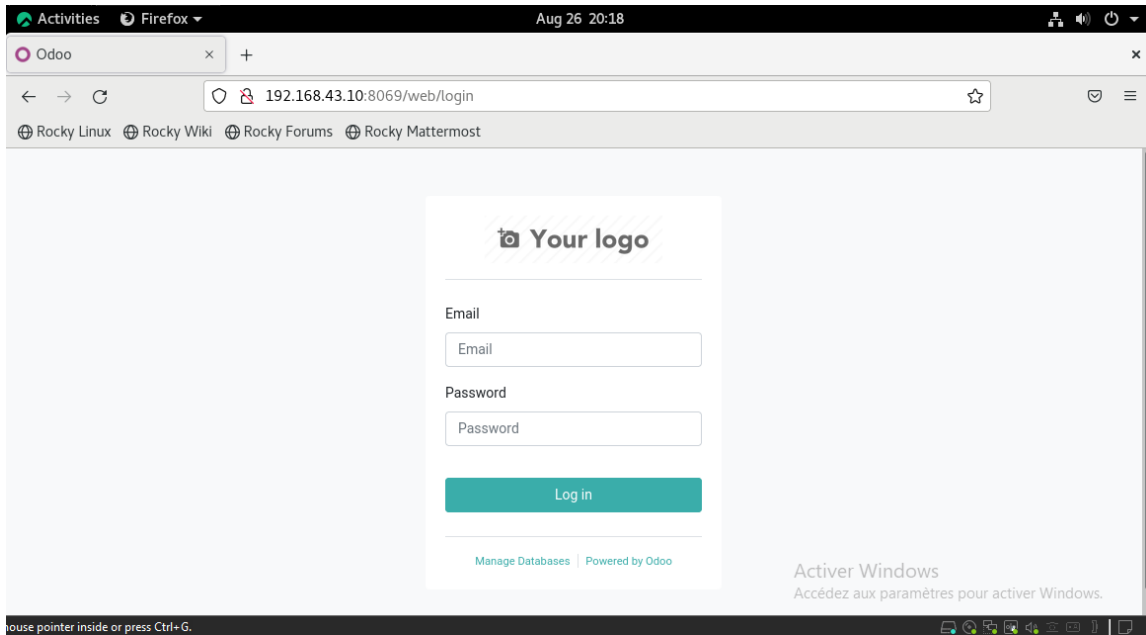 Activities Firefox Aug 26 20:18
Odoo
192.168.43.10:8069/web/login
Rocky Linux Rocky Wiki Rocky Forums Rocky Mattermost
Your logo
Email
Email
Password
Password
Log in
Manage Databases Powered by Odoo
Activer Windows
Accédez aux paramètres pour activer Windows.
ouse pointer inside or press Ctrl+G.